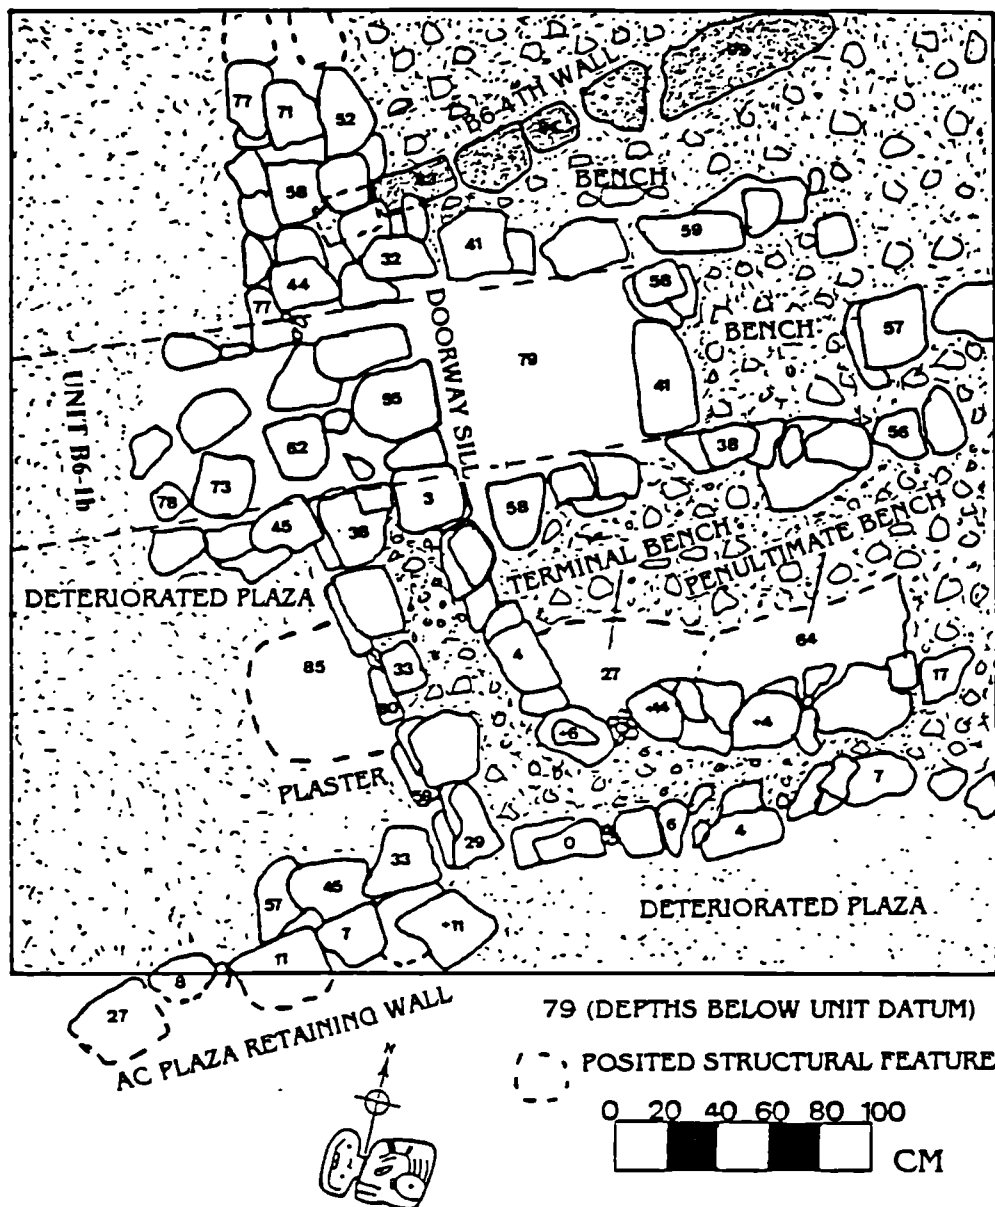 77
71
52
B6-4TH WALL
58
BENCH
41
59
32
44
58
77
DOORWAY SILL
79
BENCH
57
UNIT B6-1b
95
41
62
38
56
78
73
3
58
45
38
TERMINAL BENCH
PENULTIMATE BENCH
DETERIORATED PLAZA
85
33
4
27
64
17
+6
+44
+4
PLASTER
59
7
29
0
6
4
33
45
57
7
+11
DETERIORATED PLAZA
11
8
27
AC PLAZA RETAINING WALL
79 (DEPTHS BELOW UNIT DATUM)
POSITED STRUCTURAL FEATURE
0 20 40 60 80 100
CM
N